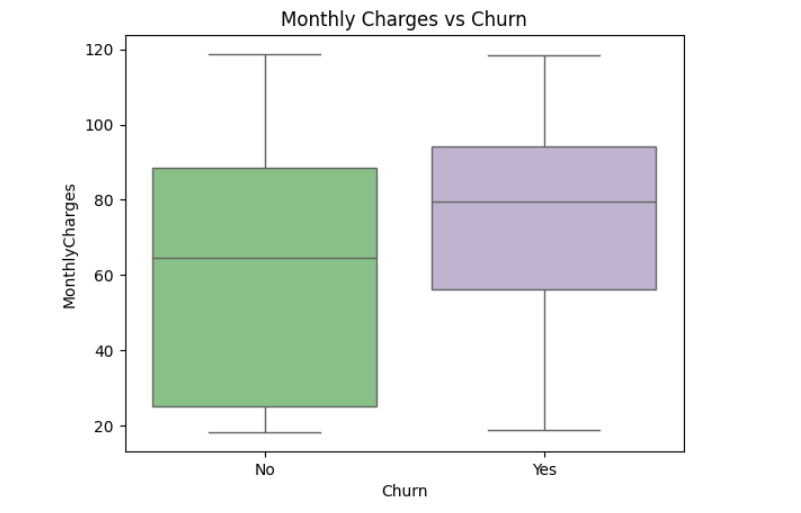 Monthly Charges vs Churn
120
100
80
60
40
20
MonthlyCharges
No
Yes
Churn